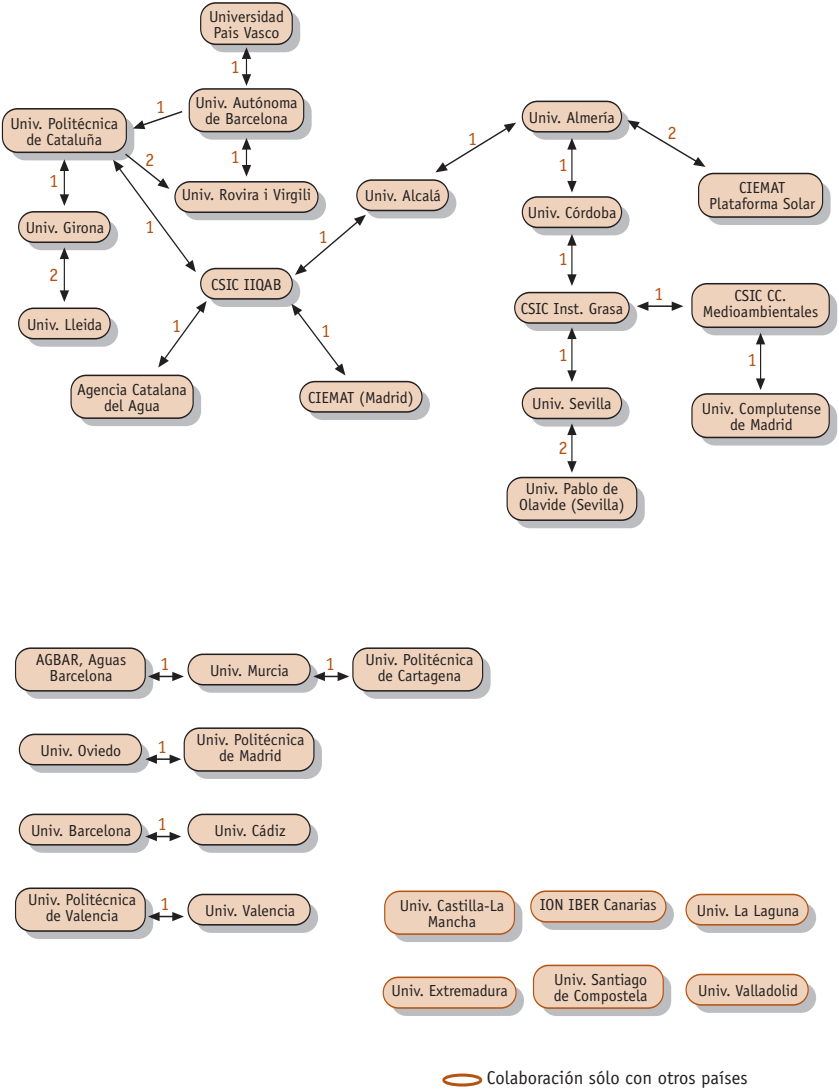 Universidad
Pais Vasco
1
Univ. Autónoma
de Barcelona
1
Univ. Politécnica
de Cataluña
2
1
Univ. Rovira i Virgili
1
Univ. Girona
1
2
Univ. Lleida
CSIC IIQAB
1
Univ. Alcalá
1
Univ. Almería
2
CIEMAT
Plataforma Solar
1
Univ. Córdoba
1
CSIC Inst. Grasa
1
CSIC CC.
Medioambientales
1
Univ. Complutense
de Madrid
1
Univ. Sevilla
2
Univ. Pablo de
Olavide (Sevilla)
1
Agencia Catalana
del Agua
1
CIEMAT (Madrid)
AGBAR, Aguas
Barcelona
1
Univ. Murcia
1
Univ. Politécnica
de Cartagena
Univ. Oviedo
1
Univ. Politécnica
de Madrid
Univ. Barcelona
1
Univ. Cádiz
Univ. Politécnica
de Valencia
1
Univ. Valencia
Univ. Castilla-La
Mancha
ION IBER Canarias
Univ. La Laguna
Univ. Extremadura
Univ. Santiago
de Compostela
Univ. Valladolid
Colaboración sólo con otros países